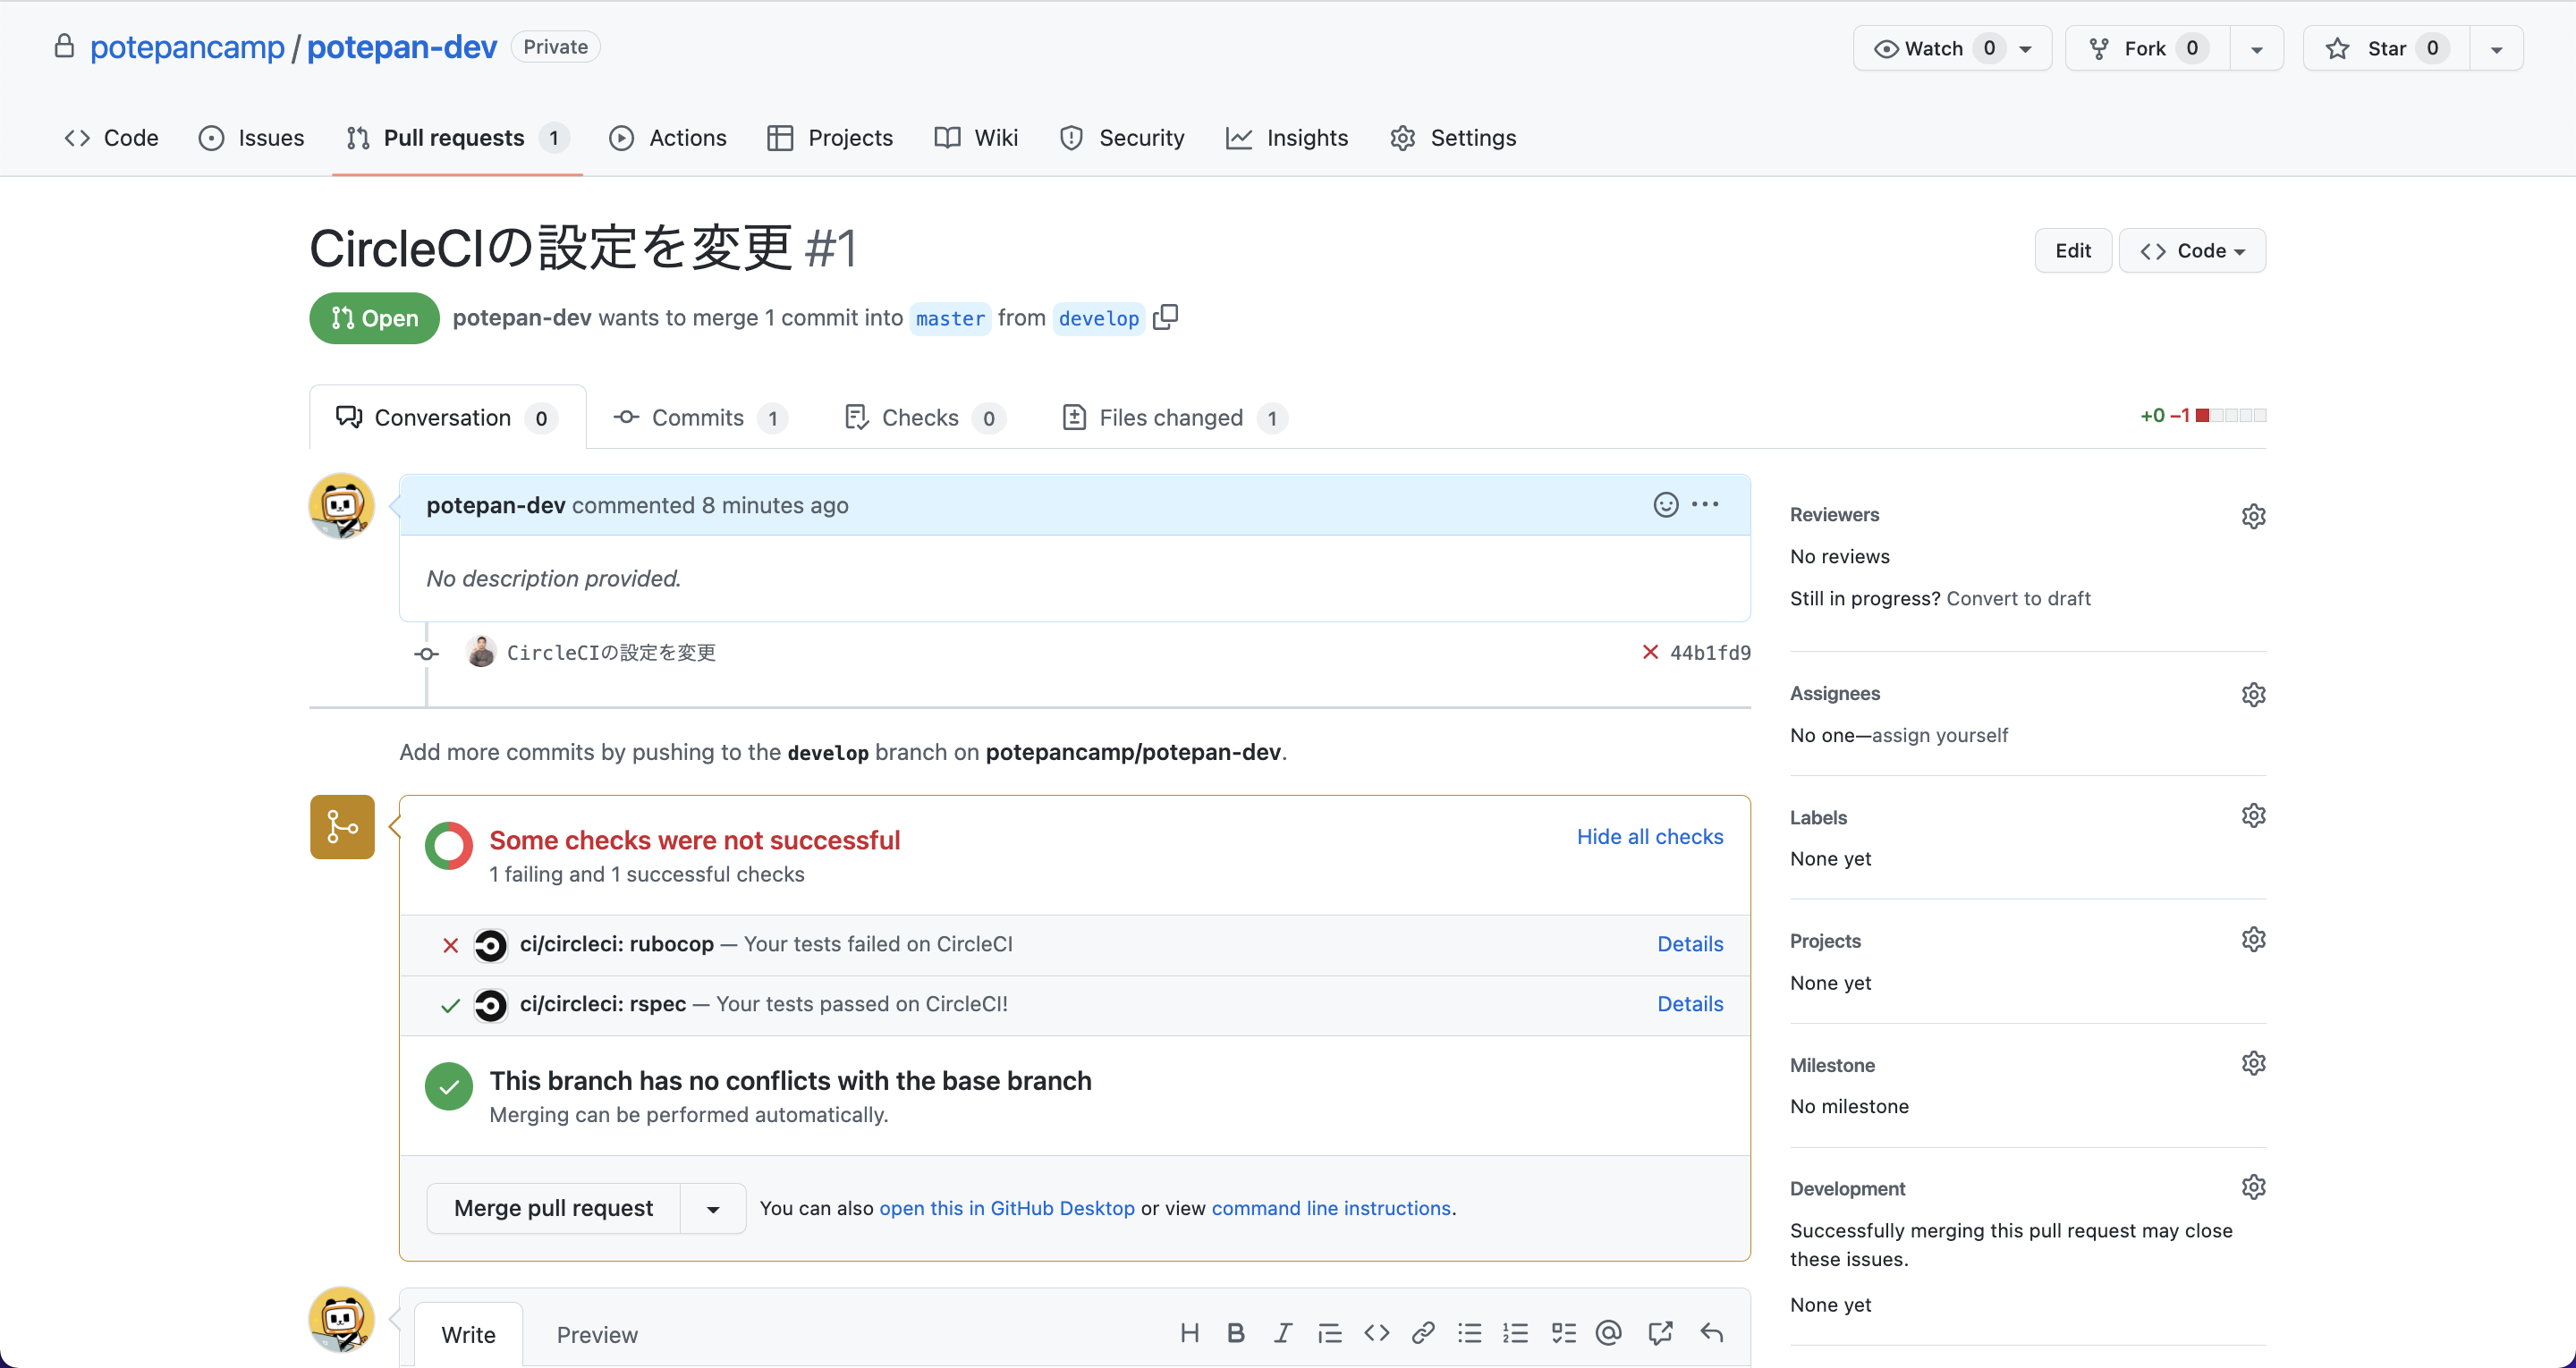 potepancamp / potepan-dev Private
Watch 0 Fork 0 Star 0
Code Issues Pull requests 1 Actions Projects Wiki Security Insights Settings
CircleCIの設定を変更 #1
Edit Code
Open potepan-dev wants to merge 1 commit into master from develop
Conversation 0 Commits 1 Checks 0 Files changed 1
+0 −1
potepan-dev commented 8 minutes ago
No description provided.
CircleCIの設定を変更 44b1fd9
Add more commits by pushing to the develop branch on potepancamp/potepan-dev.
Some checks were not successful
Hide all checks
1 failing and 1 successful checks
ci/circleci: rubocop — Your tests failed on CircleCI Details
ci/circleci: rspec — Your tests passed on CircleCI! Details
This branch has no conflicts with the base branch
Merging can be performed automatically.
Merge pull request You can also open this in GitHub Desktop or view command line instructions.
Write Preview
Reviewers
No reviews
Still in progress? Convert to draft
Assignees
No one—assign yourself
Labels
None yet
Projects
None yet
Milestone
No milestone
Development
Successfully merging this pull request may close
these issues.
None yet